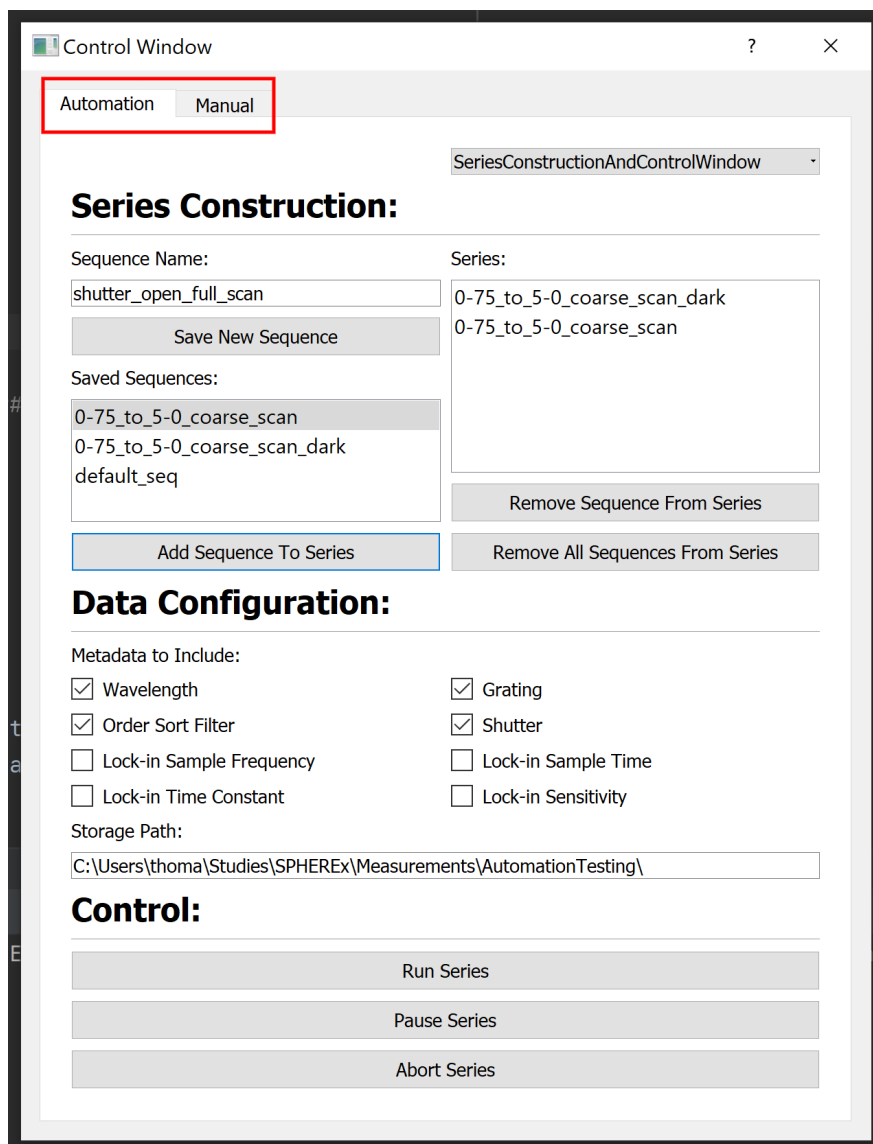 Control Window ?
Automation Manual
SeriesConstructionAndControlWindow
Series Construction:
Sequence Name:
shutter_open_full_scan
Save New Sequence
Saved Sequences:
0-75_to_5-0_coarse_scan
0-75_to_5-0_coarse_scan_dark
default_seq
Add Sequence To Series
Series:
0-75_to_5-0_coarse_scan_dark
0-75_to_5-0_coarse_scan
Remove Sequence From Series
Remove All Sequences From Series
Data Configuration:
Metadata to Include:
Wavelength Grating
Order Sort Filter Shutter
Lock-in Sample Frequency Lock-in Sample Time
Lock-in Time Constant Lock-in Sensitivity
Storage Path:
C:\Users\thoma\Studies\SPHEREx\Measurements\AutomationTesting\
Control:
Run Series
Pause Series
Abort Series
#
t
a
E